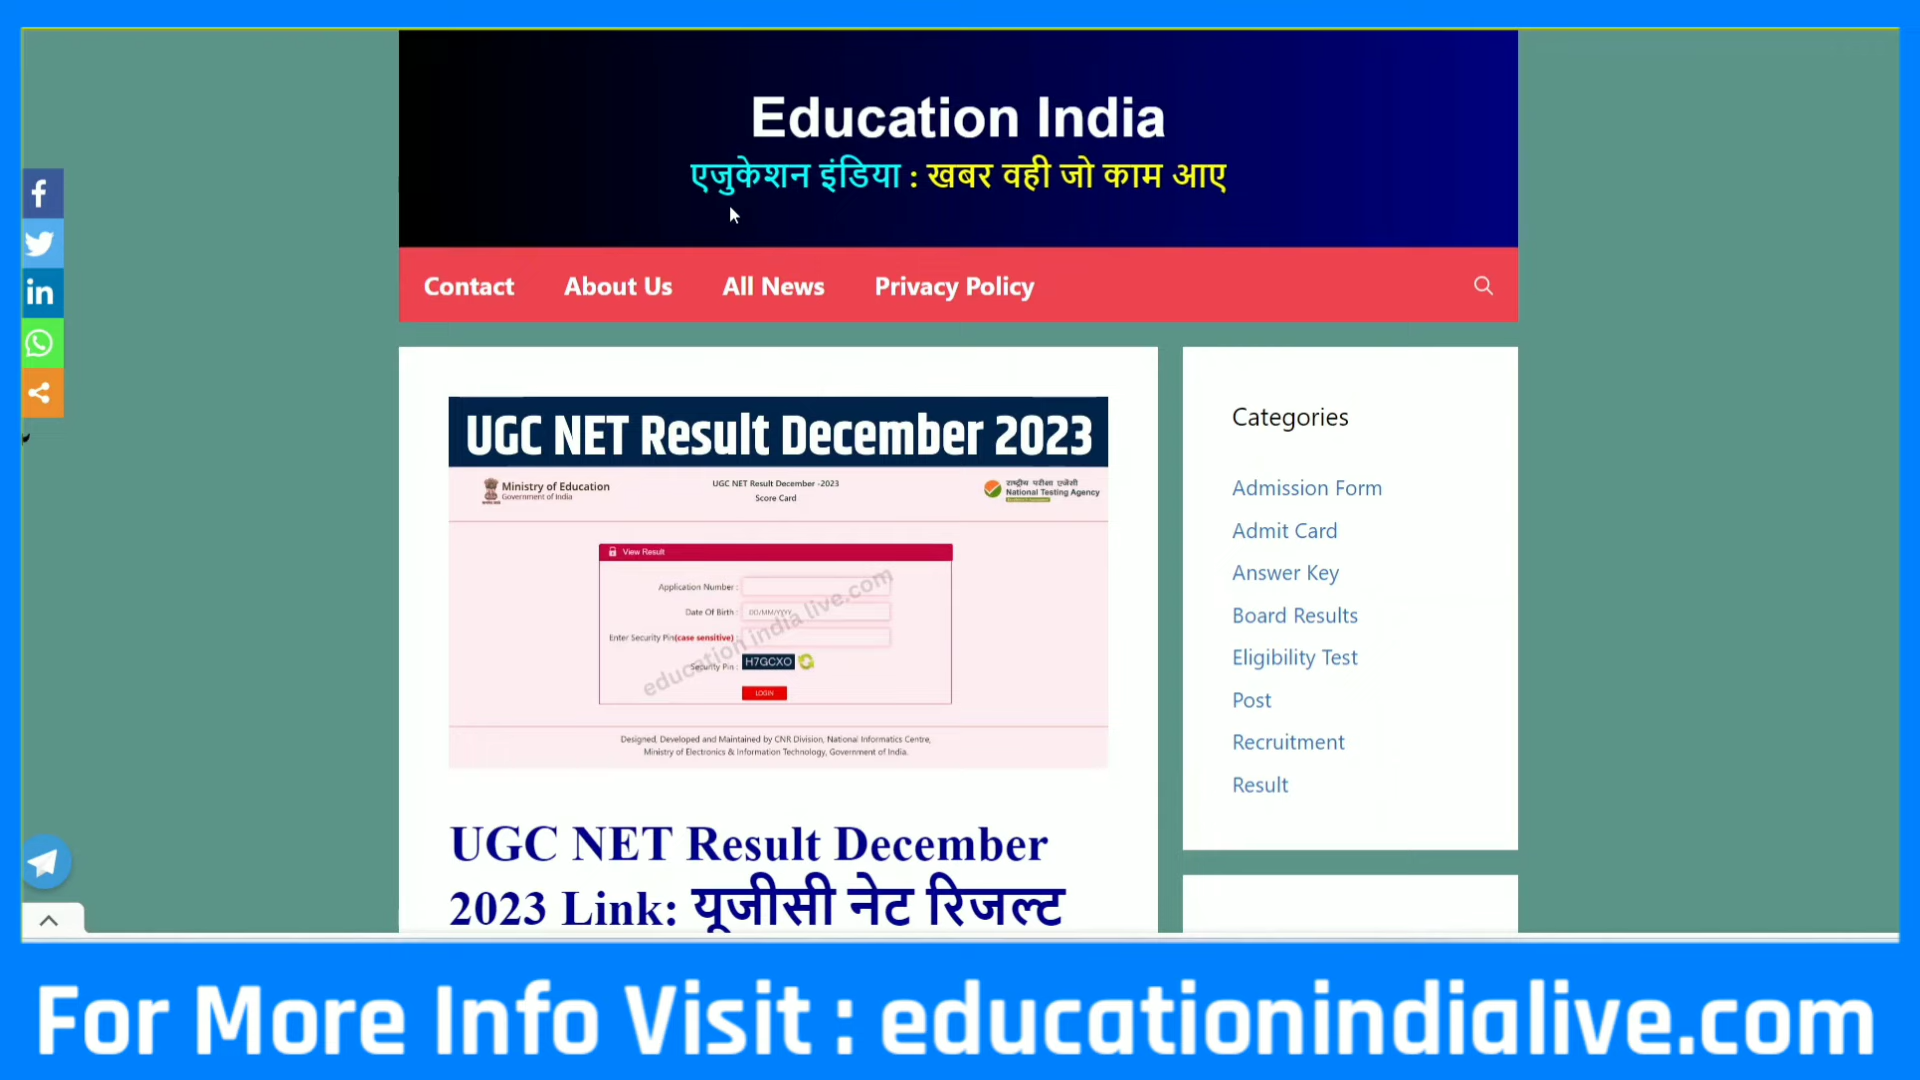 Education India
एजुकेशन इंडिया : खबर वही जो काम आए
Contact
About Us
All News
Privacy Policy
UGC NET Result December 2023
Ministry of Education
Government of India
UGC NET Result December -2023
Score Card
राष्ट्रीय परीक्षा एजेंसी
National Testing Agency
View Result
Application Number :
Date Of Birth :
DD/MM/YYYY
Enter Security Pin(case sensitive) :
Security Pin :
H7GCXO
LOGIN
education india live.com
Designed, Developed and Maintained by CNR Division, National Informatics Centre,
Ministry of Electronics & Information Technology, Government of India.
UGC NET Result December
2023 Link: यूजीसी नेट रिजल्ट
Categories
Admission Form
Admit Card
Answer Key
Board Results
Eligibility Test
Post
Recruitment
Result
For More Info Visit : educationindialive.com